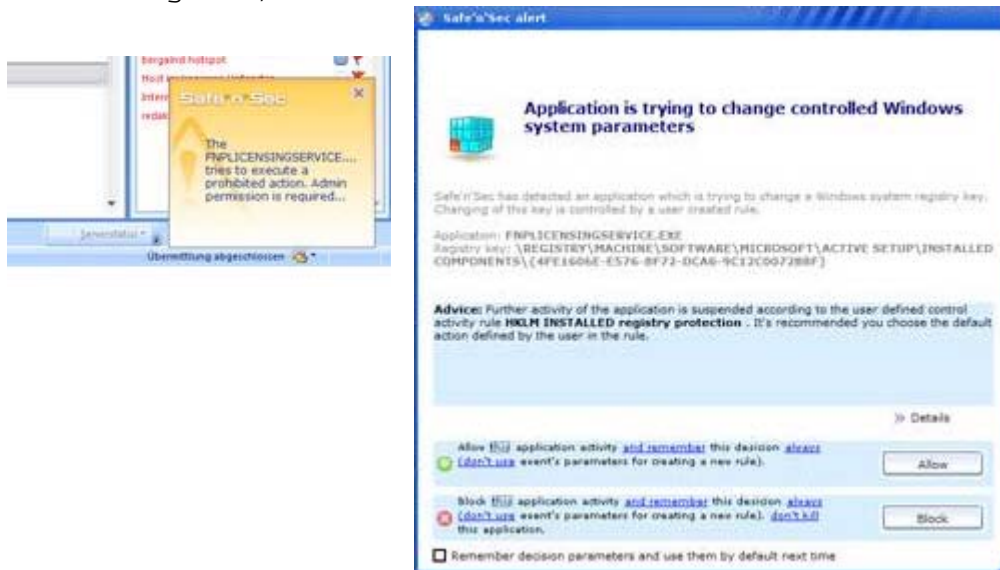 bergaind hotspot
Safe'n'Sec
The
FNPLICENSINGSERVICE....
tries to execute a
prohibited action. Admin
permission is required...
Serverstatus
Übermittlung abgeschlossen
Safe'n'Sec alert
Application is trying to change controlled Windows
system parameters
Safe'n'Sec has detected an application which is trying to change a Windows system registry key.
Changing of this key is controlled by a user created rule.
Application: FNPLICENSINGSERVICE.EXE
Registry key: \REGISTRY\MACHINE\SOFTWARE\MICROSOFT\ACTIVE SETUP\INSTALLED
COMPONENTS\{4FE1606E-E576-8F72-DCA6-9C12C007288F}
Advice: Further activity of the application is suspended according to the user defined control
activity rule HKLM INSTALLED registry protection . It's recommended you choose the default
action defined by the user in the rule.
>> Details
Allow this application activity and remember this decision always
(don't use event's parameters for creating a new rule).
Allow
Block this application activity and remember this decision always
(don't use event's parameters for creating a new rule). don't kill
this application.
Block
Remember decision parameters and use them by default next time